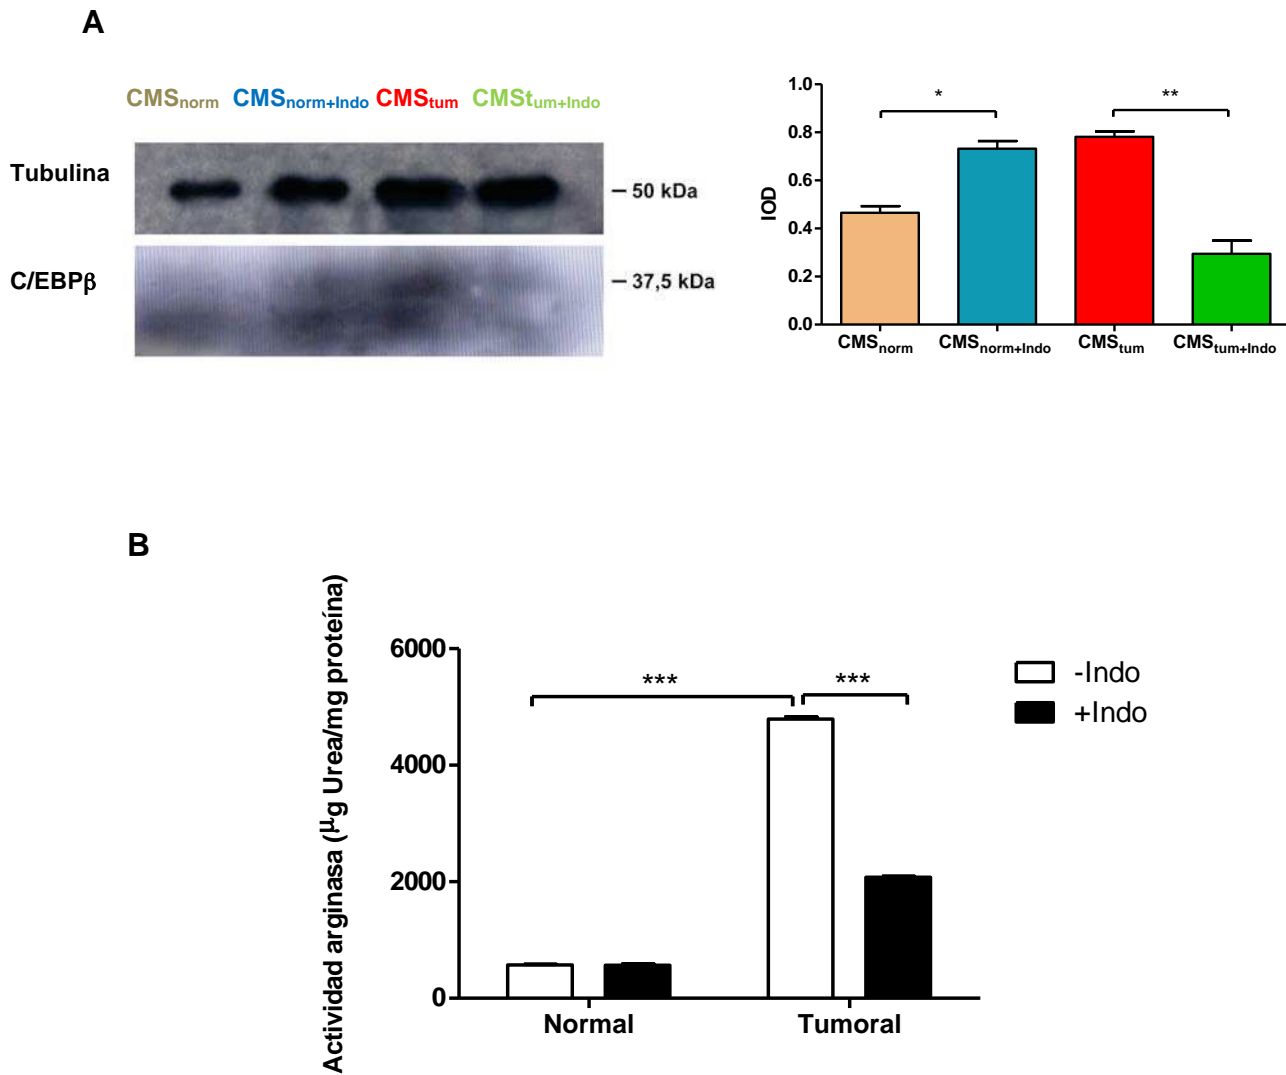 A
CMSnorm CMSnorm+Indo CMStum CMStum+Indo
Tubulina
– 50 kDa
C/EBPβ
– 37,5 kDa
1.0
0.8
0.6
0.4
0.2
0.0
IOD
*
**
CMSnorm CMSnorm+Indo CMStum CMStum+Indo
B
Actividad arginasa (µg Urea/mg proteína)
6000
4000
2000
0
***
***
-Indo
+Indo
Normal Tumoral